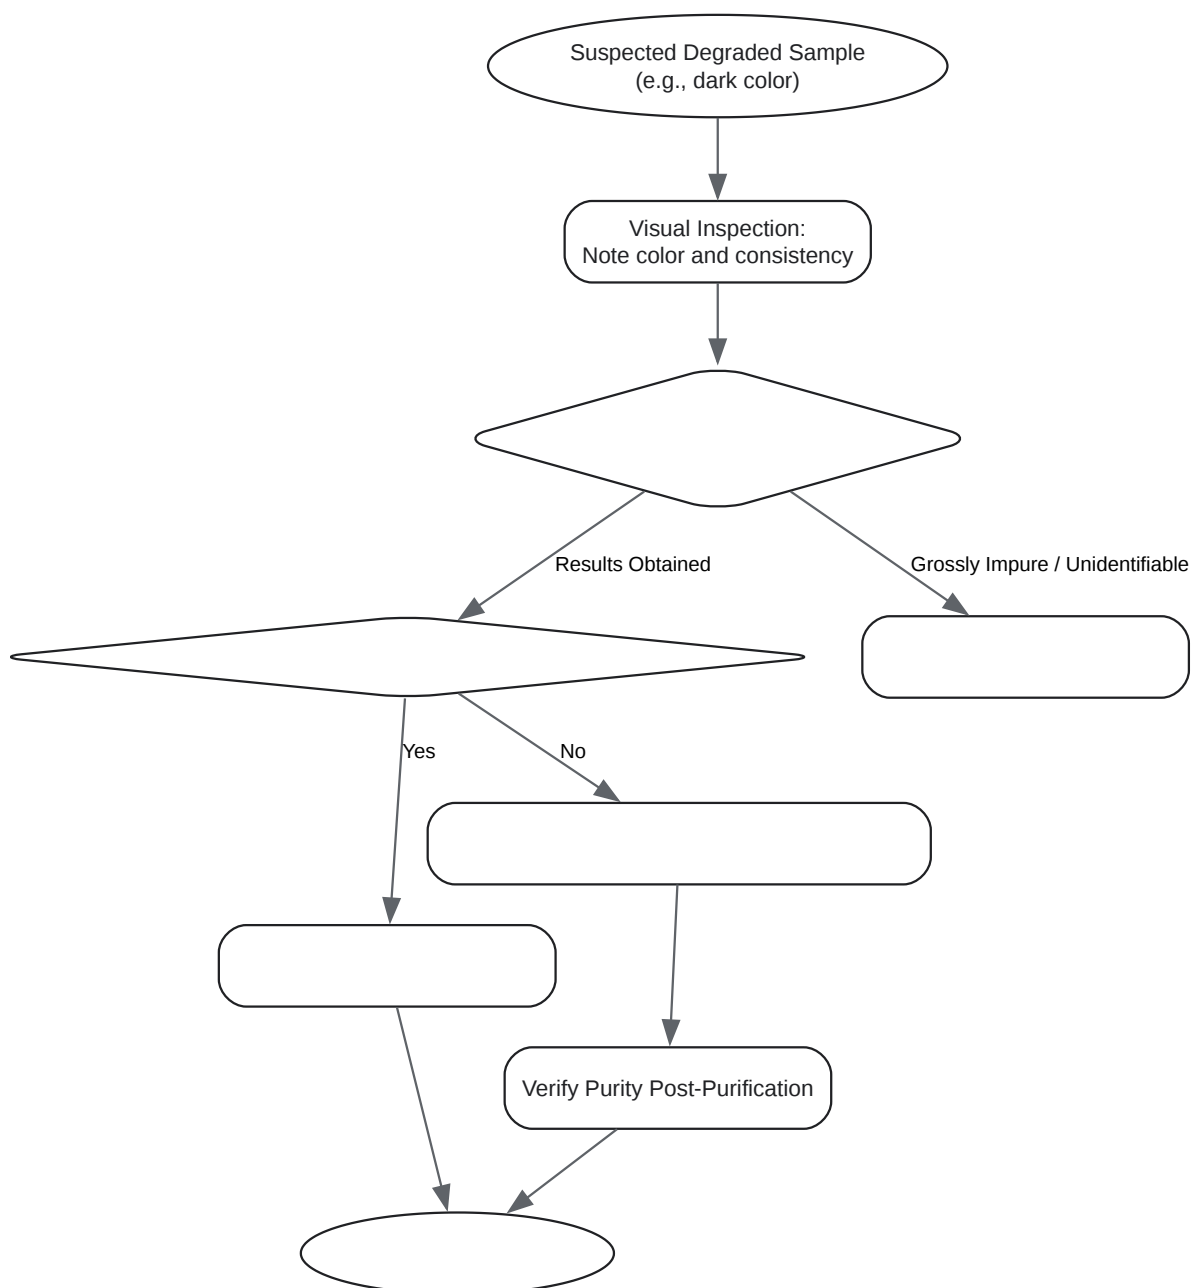 Suspected Degraded Sample
(e.g., dark color)
Visual Inspection:
Note color and consistency
Results Obtained
Grossly Impure / Unidentifiable
Yes
No
Verify Purity Post-Purification